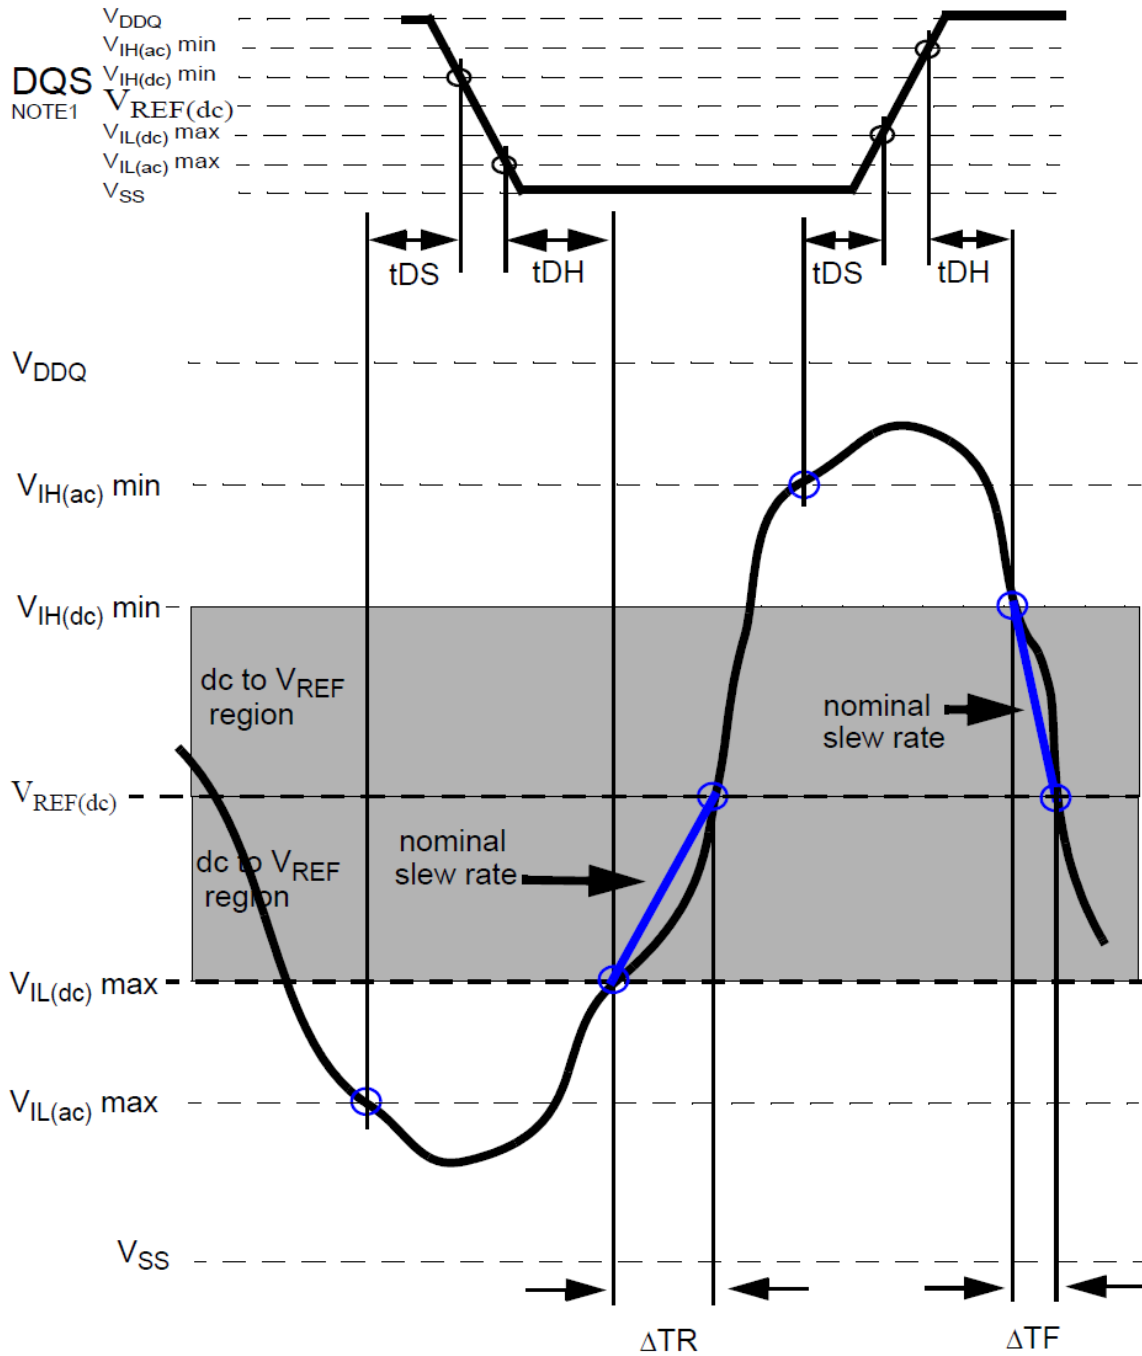 VDDQ
VIH(ac) min
VIH(dc) min
DQS
NOTE1
VREF(dc)
VIL(dc) max
VIL(ac) max
VSS
tDS
tDH
tDS
tDH
VDDQ
VIH(ac) min
VIH(dc) min
dc to VREF
region
nominal
slew rate
VREF(dc)
nominal
slew rate
dc to VREF
region
VIL(dc) max
VIL(ac) max
VSS
ΔTR
ΔTF